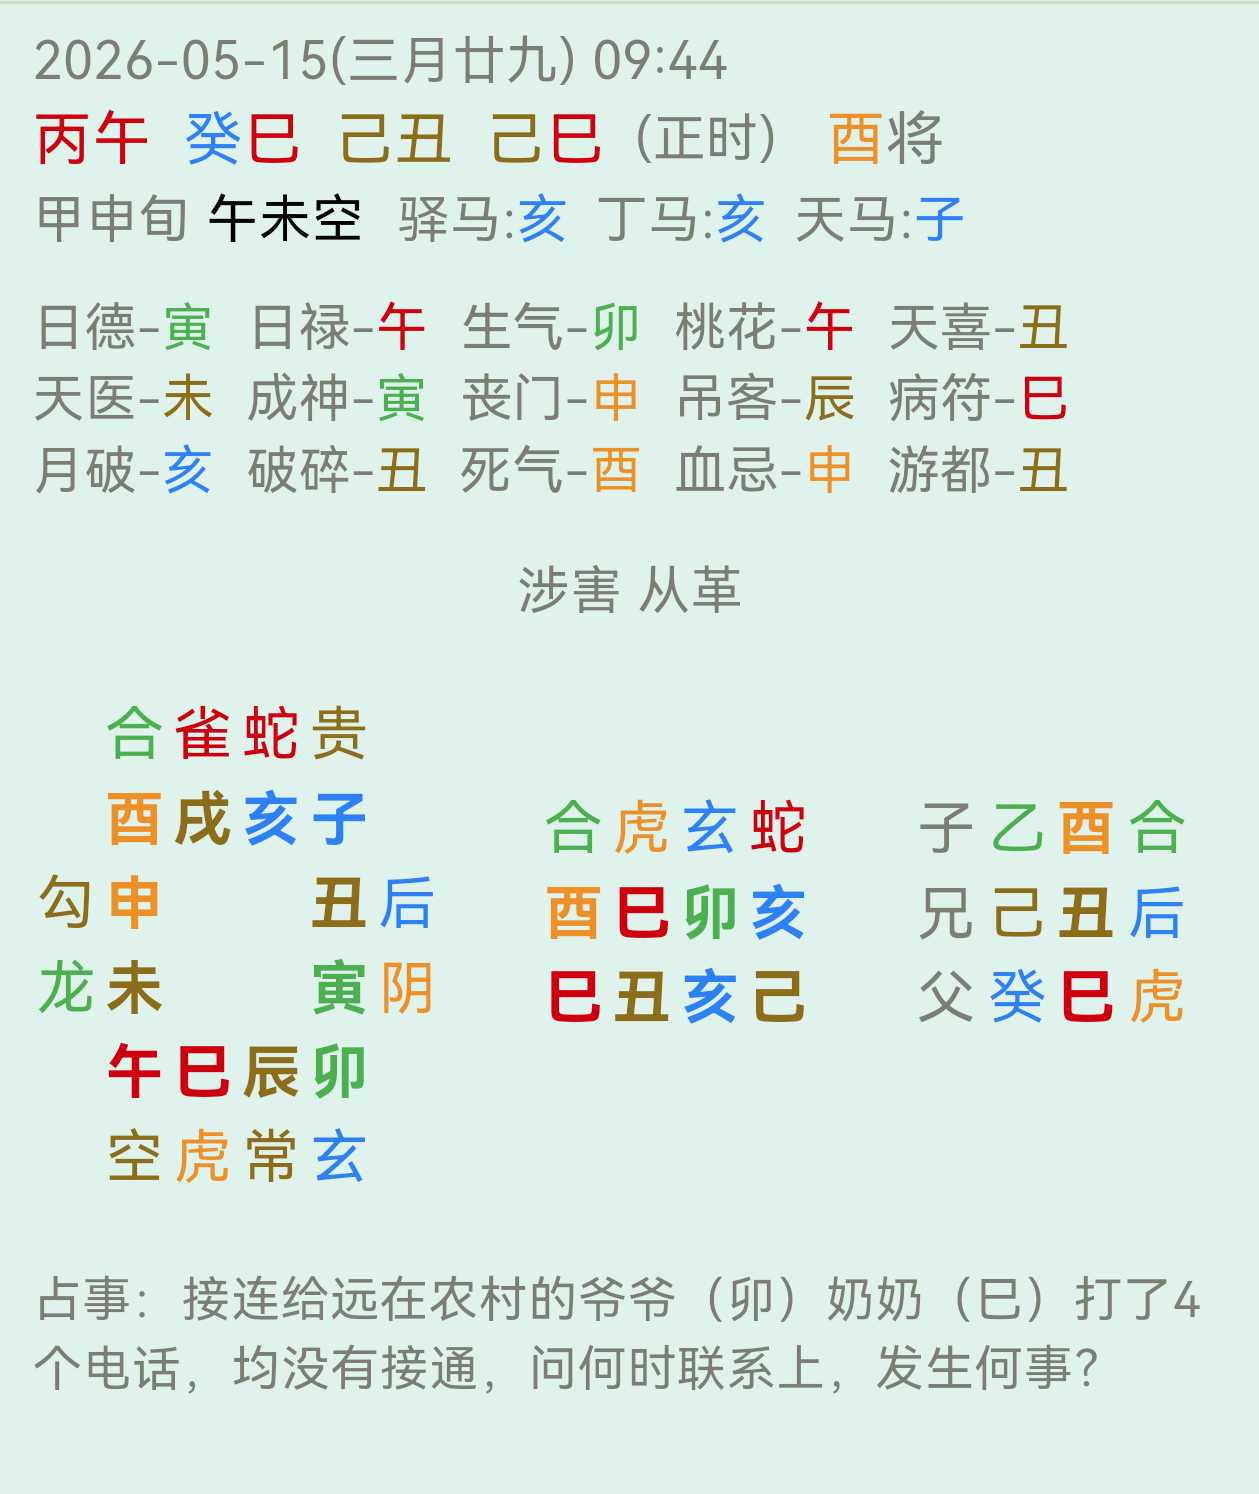 2026-05-15(三月廿九) 09:44
丙午 癸巳 己丑 己巳 (正时) 酉将
甲申旬 午未空 驿马:亥 丁马:亥 天马:子
日德-寅 日禄-午 生气-卯 桃花-午 天喜-丑
天医-未 成神-寅 丧门-申 吊客-辰 病符-巳
月破-亥 破碎-丑 死气-酉 血忌-申 游都-丑
涉害 从革
合雀蛇贵
酉戌亥子
勾申 丑后
龙未 寅阴
午巳辰卯
空虎常玄
合虎玄蛇
酉巳卯亥
巳丑亥己
子乙酉合
兄己丑后
父癸巳虎
占事：接连给远在农村的爷爷（卯）奶奶（巳）打了4
个电话，均没有接通，问何时联系上，发生何事？